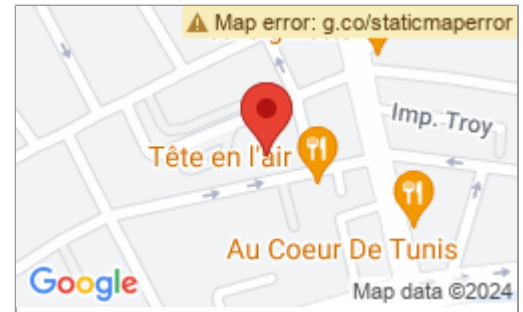 Map error: g.co/staticmaperror
Imp. Troy
Tête en l'air
Au Coeur De Tunis
Google
Map data ©2024